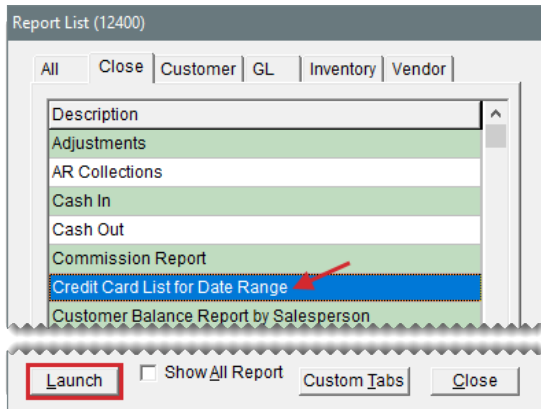 Report List (12400)
All Close Customer GL Inventory Vendor
Description
Adjustments
AR Collections
Cash In
Cash Out
Commission Report
Credit Card List for Date Range
Customer Balance Report by Salesperson
Launch Show All Report Custom Tabs Close